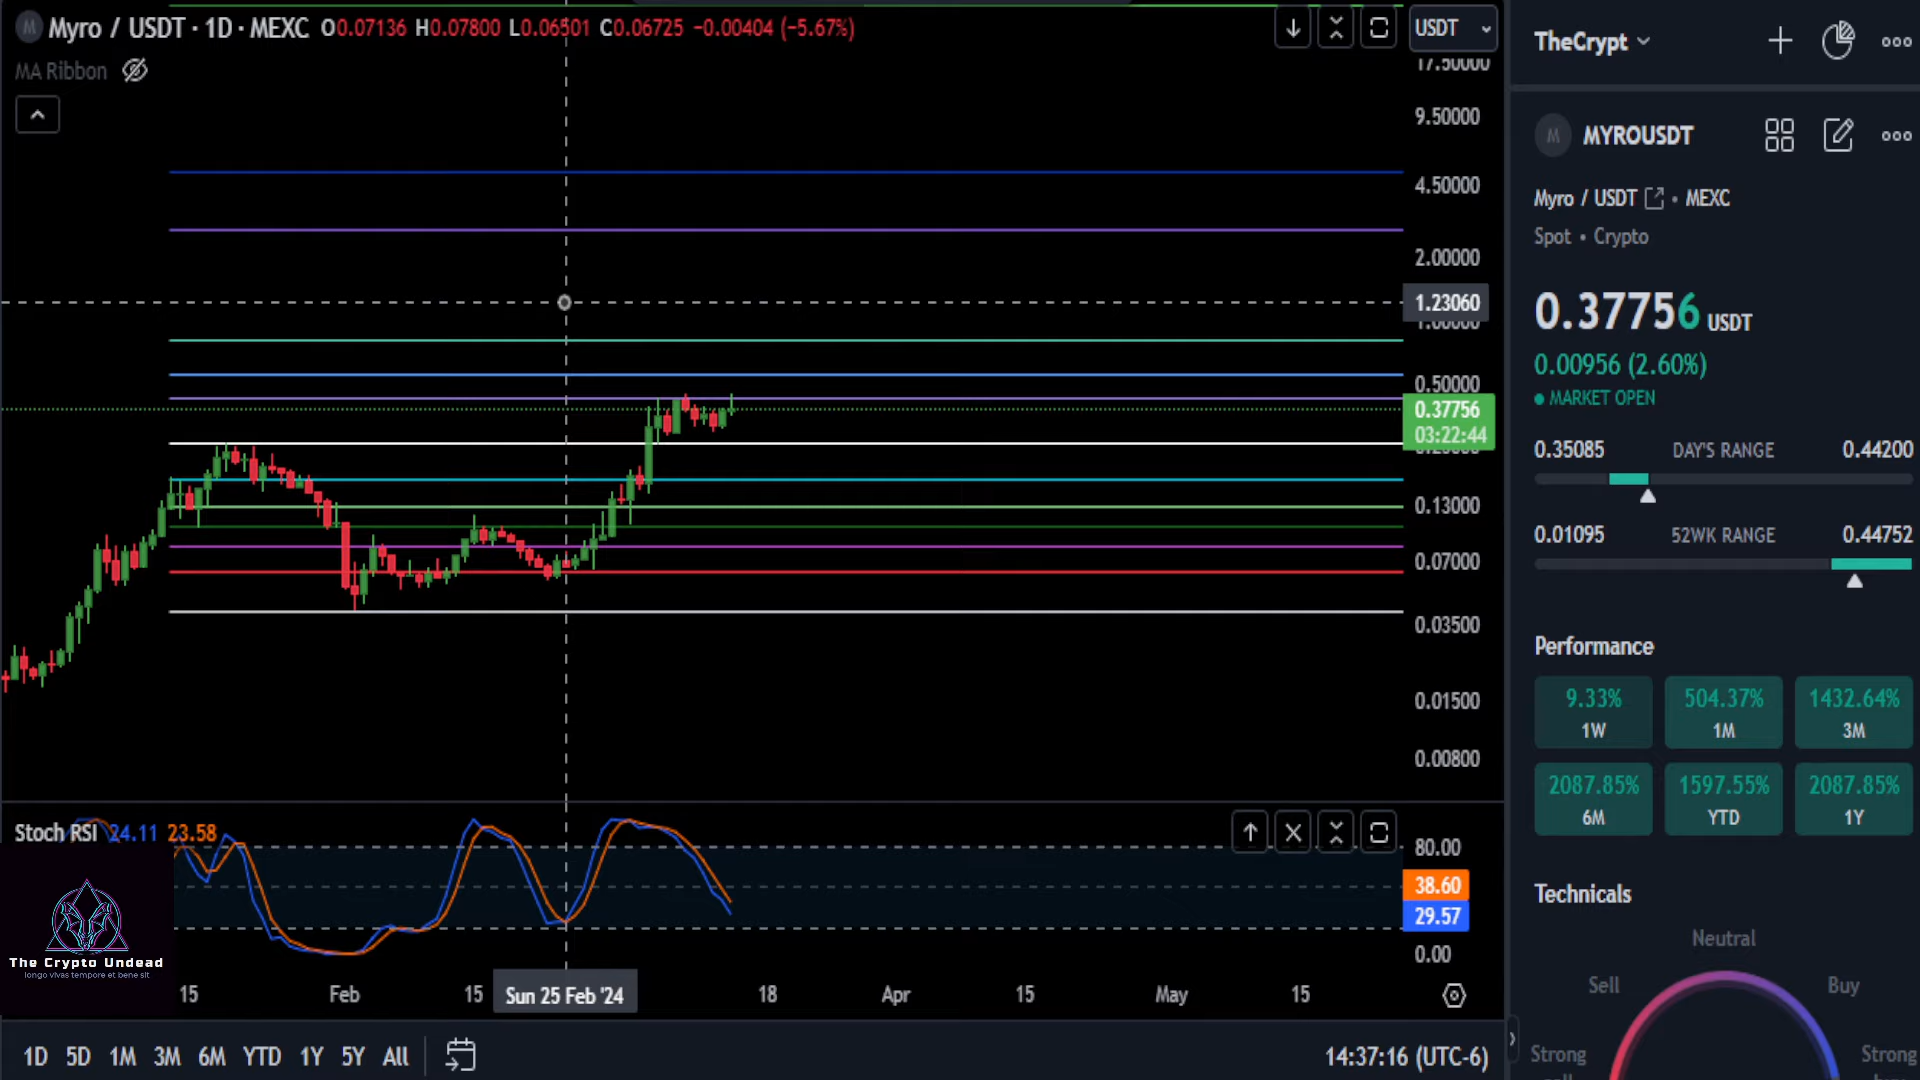 M Myro / USDT · 1D · MEXC O0.07136 H0.07800 L0.06501 C0.06725 −0.00404 (−5.67%)
MA Ribbon
USDT
17.50000
9.50000
4.50000
2.00000
1.23060
1.00000
0.50000
0.37756
03:22:44
0.13000
0.07000
0.03500
0.01500
0.00800
Stoch RSI 24.11 23.58
80.00
38.60
29.57
0.00
The Crypto Undead
longo vivas tempore et bene sit
15 Feb 15 Sun 25 Feb '24 18 Apr 15 May 15
1D 5D 1M 3M 6M YTD 1Y 5Y All
14:37:16 (UTC-6)
TheCrypt
M MYROUSDT
Myro / USDT • MEXC
Spot • Crypto
0.37756 USDT
0.00956 (2.60%)
MARKET OPEN
0.35085 DAY'S RANGE 0.44200
0.01095 52WK RANGE 0.44752
Performance
9.33% 504.37% 1432.64%
1W 1M 3M
2087.85% 1597.55% 2087.85%
6M YTD 1Y
Technicals
Neutral
Sell Buy
Strong Strong